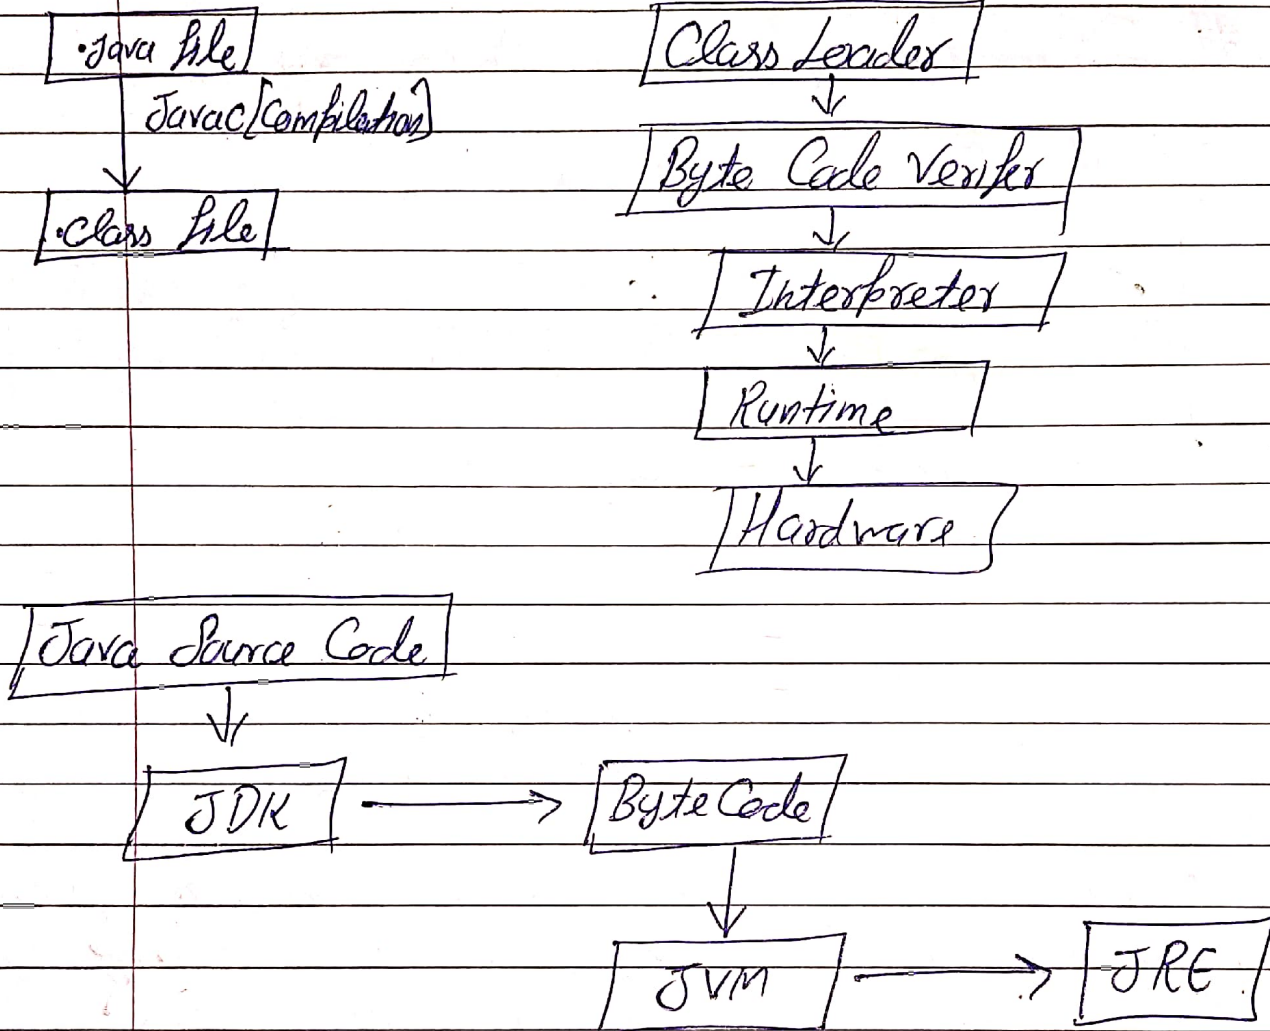 .Java file
Javac[Compilation]
.class file
Class Loader
Byte Code Verifer
Interpreter
Runtime
Hardware
Java Source Code
JDK
Byte Code
JVM
JRE